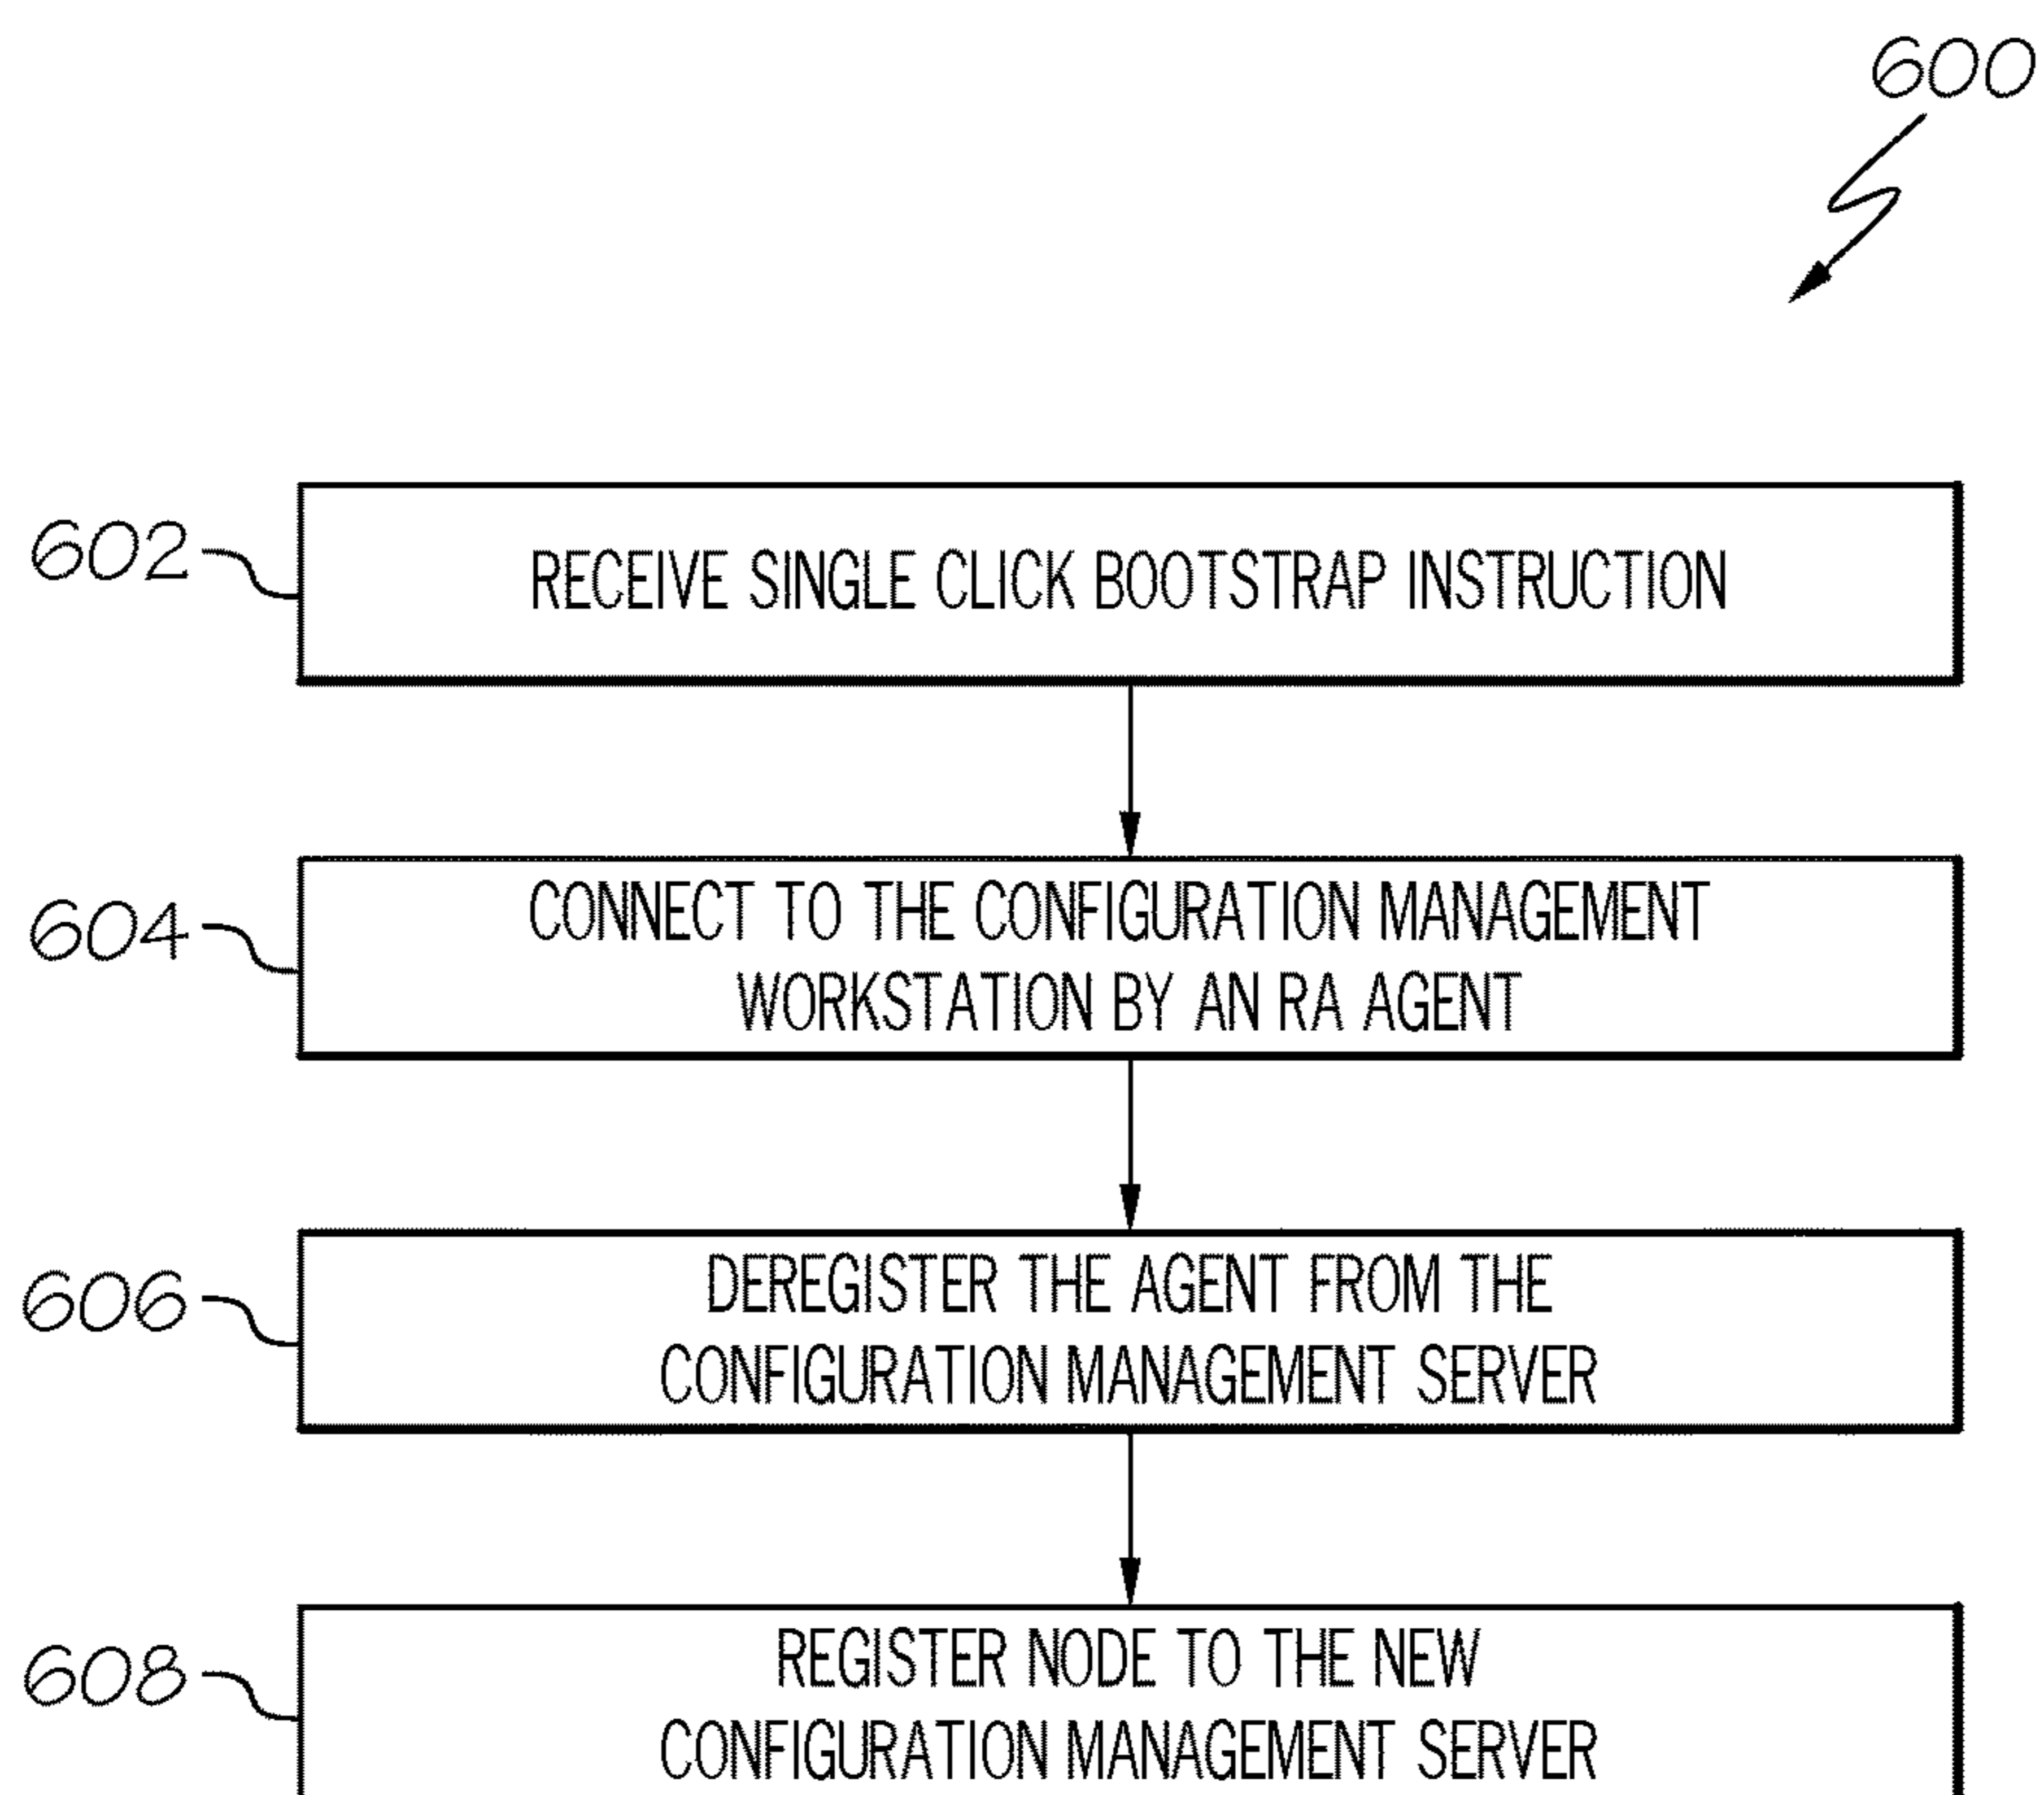 600
602
RECEIVE SINGLE CLICK BOOTSTRAP INSTRUCTION
604
CONNECT TO THE CONFIGURATION MANAGEMENT
WORKSTATION BY AN RA AGENT
606
DEREGISTER THE AGENT FROM THE
CONFIGURATION MANAGEMENT SERVER
608
REGISTER NODE TO THE NEW
CONFIGURATION MANAGEMENT SERVER